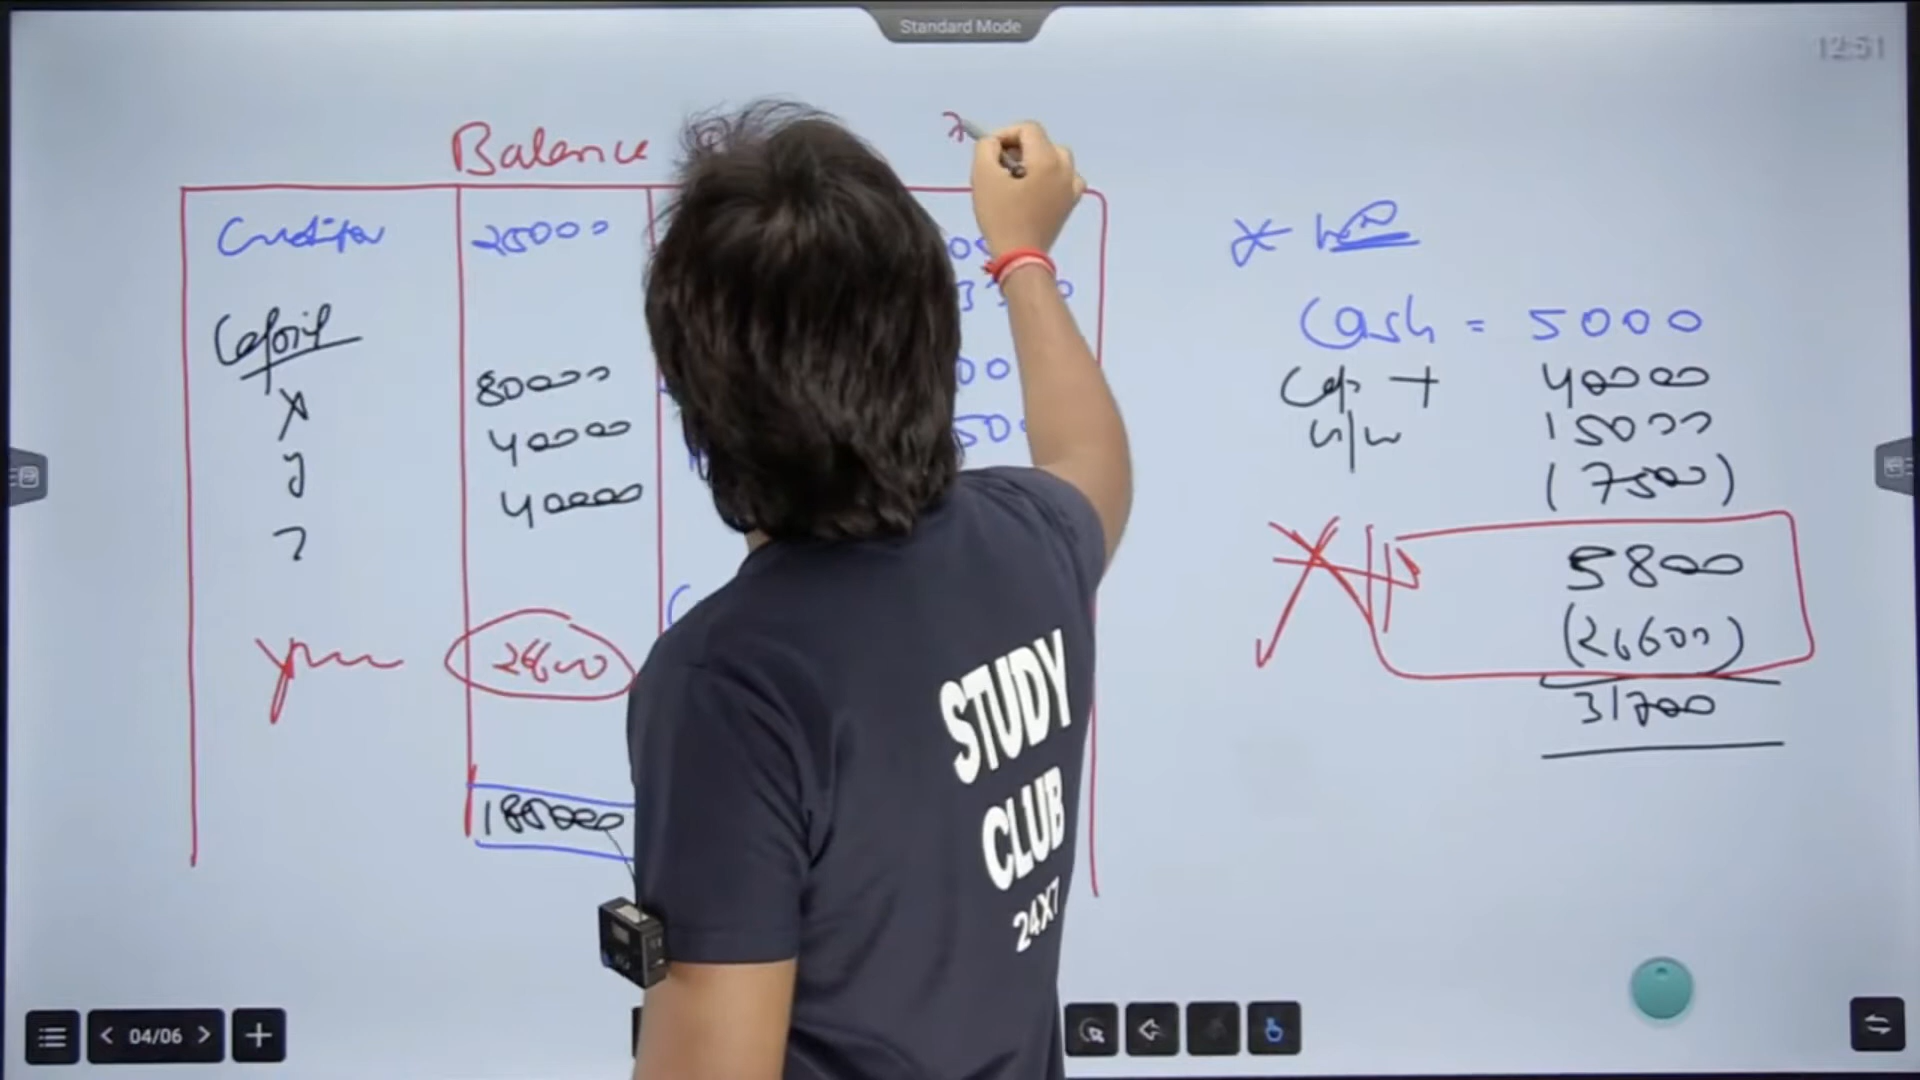 Standard Mode
12:51
Balance
Creditor 25000
Capital
X 80000
Y 40000
Z 40000
185000
Cash = 5000
Cap + 40000
G/w 15000
(7500)
5800
(26600)
31700
STUDY
CLUB
24X7
04/06